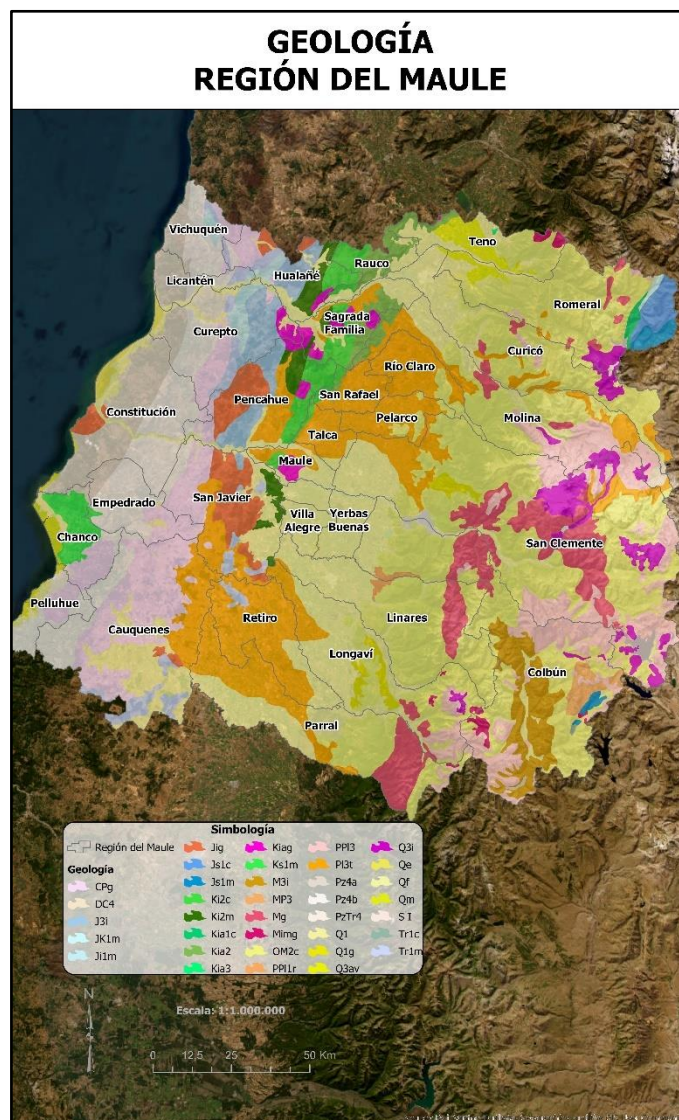 GEOLOGÍA
REGIÓN DEL MAULE
Vichuquén
Teno
Rauco
Hualañé
Licantén
Romeral
Sagrada
Familia
Curepto
Curicó
Río Claro
Pencahue
San Rafael
Constitución
Pelarco
Molina
Talca
Maule
San Javier
Empedrado
Villa
Alegre
Yerbas
Buenas
Chanco
San Clemente
Pelluhue
Cauquenes
Retiro
Linares
Longaví
Colbún
Parral
Simbología
Región del Maule
Geología
CPg
DC4
J3i
JK1m
Ji1m
Jig
Js1c
Js1m
Ki2c
Ki2m
Kia1c
Kia2
Kia3
Kiag
Ks1m
M3i
MP3
Mg
Mimg
OM2c
PPl1r
PPl3
Pl3t
Pz4a
Pz4b
PzTr4
Q1
Q1g
Q3av
Q3i
Qe
Qf
Qm
S I
Tr1c
Tr1m
N
Escala: 1:1.000.000
0 12,5 25 50 Km